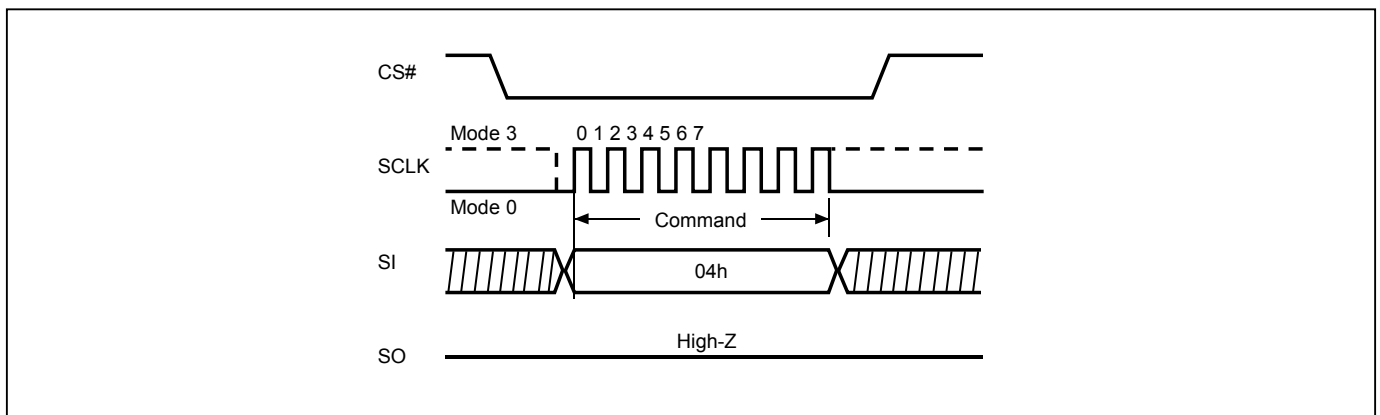 CS#
Mode 3 0 1 2 3 4 5 6 7
SCLK
Mode 0
Command
SI
04h
High-Z
SO